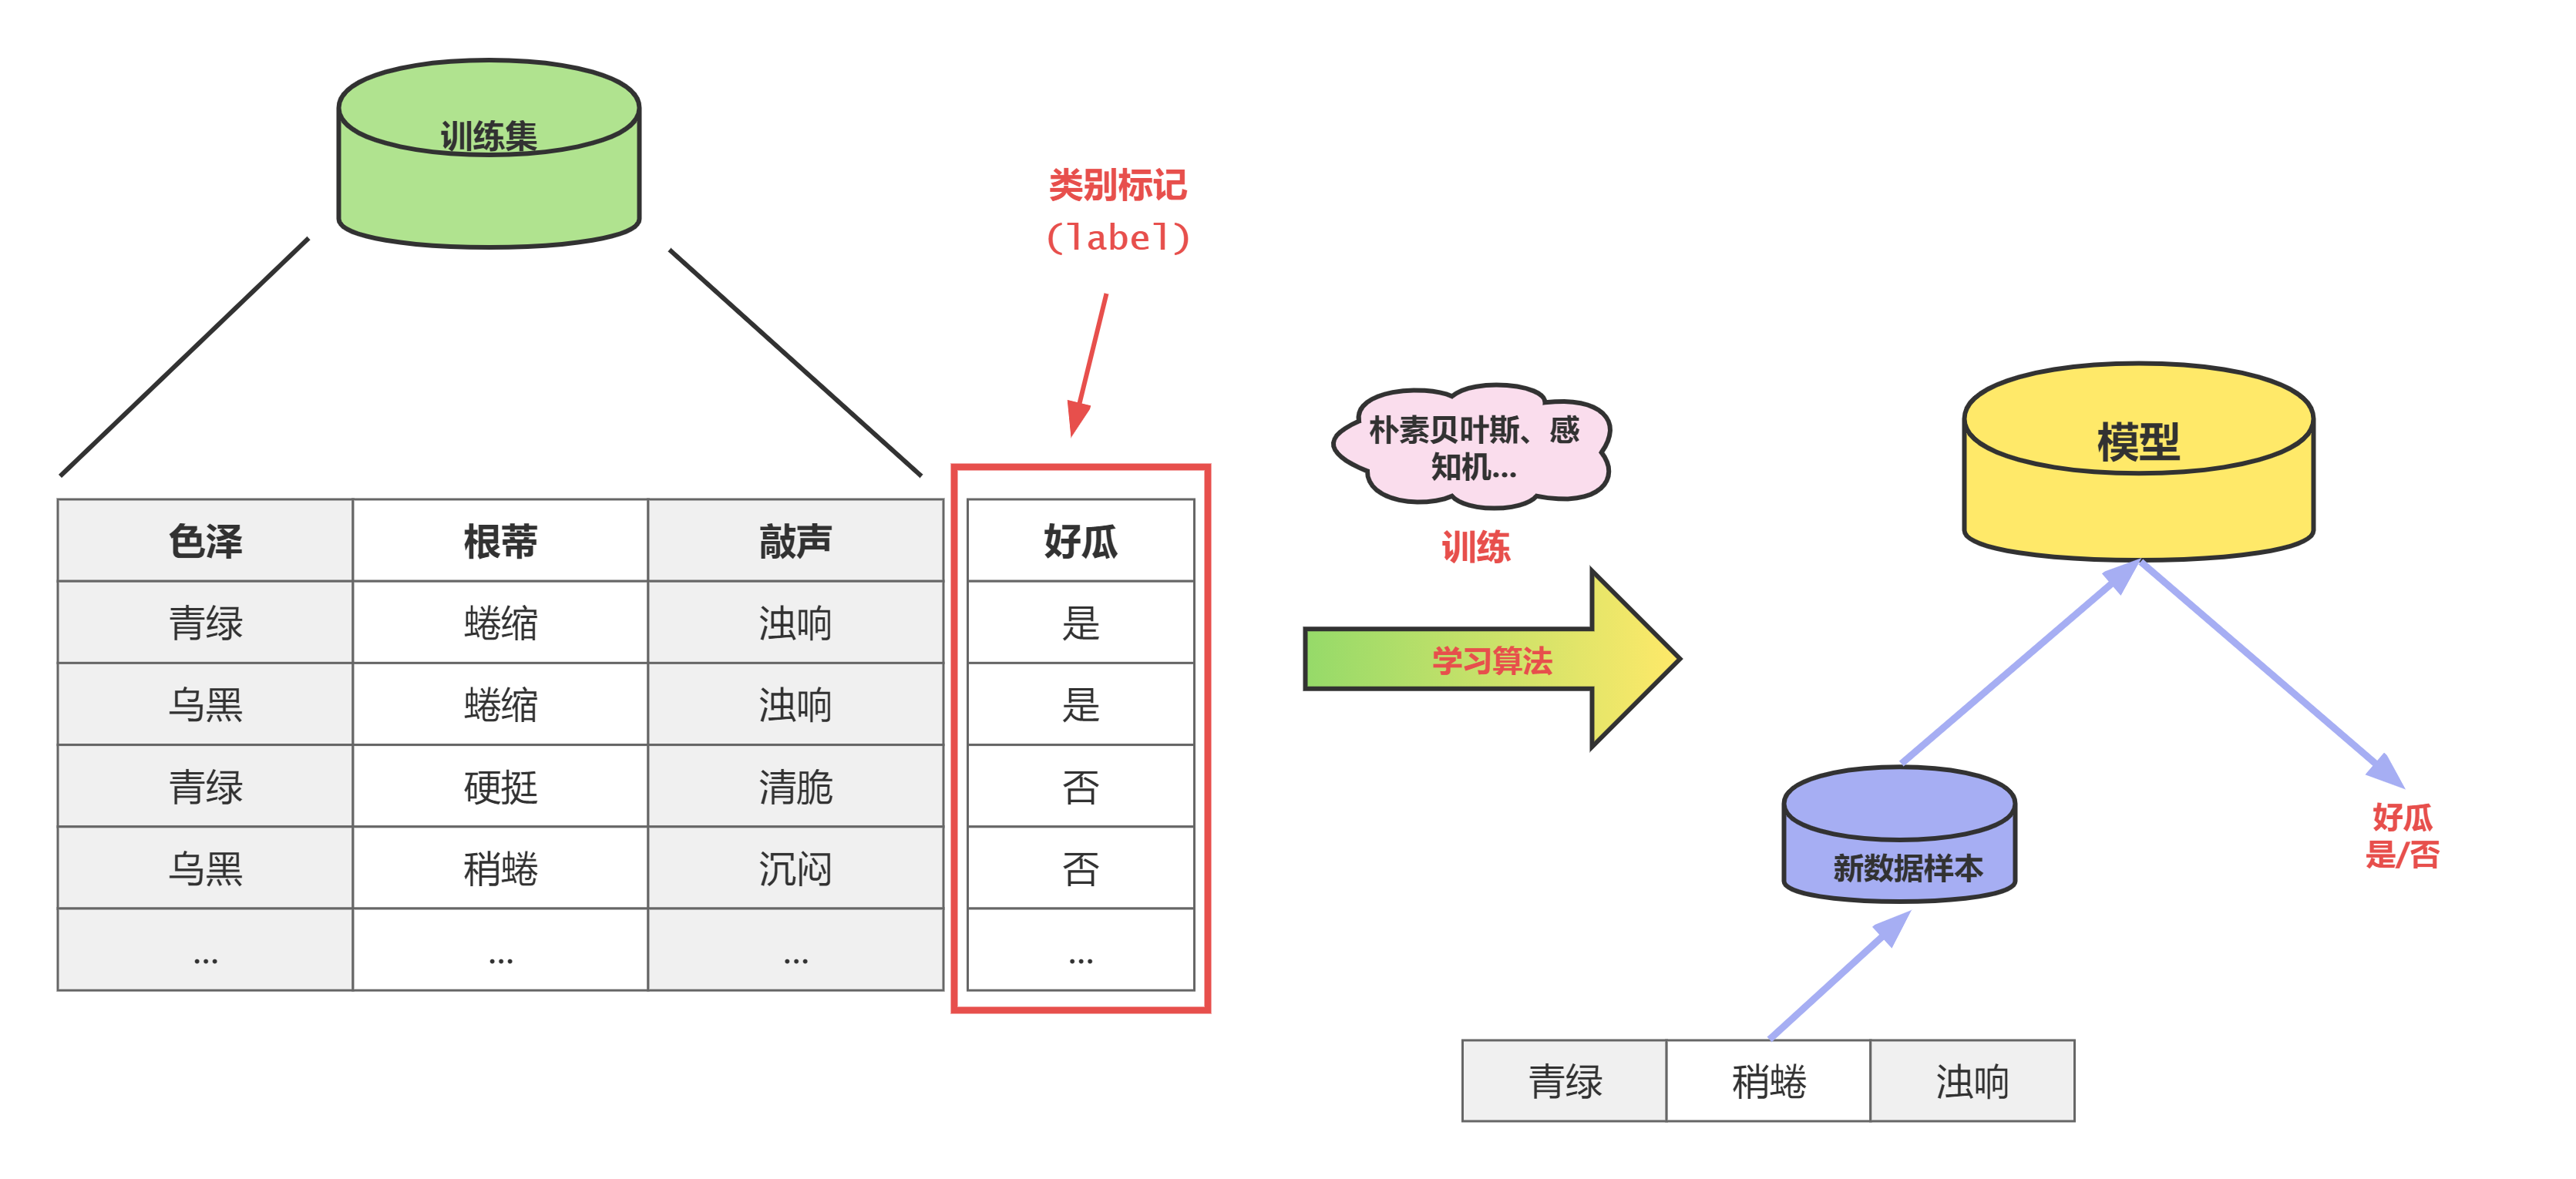 训练集
类别标记
(label)
色泽 根蒂 敲声 好瓜
青绿 蜷缩 浊响 是
乌黑 蜷缩 浊响 是
青绿 硬挺 清脆 否
乌黑 稍蜷 沉闷 否
... ... ... ...
朴素贝叶斯、感
知机...
训练
学习算法
模型
新数据样本
好瓜
是/否
青绿 稍蜷 浊响